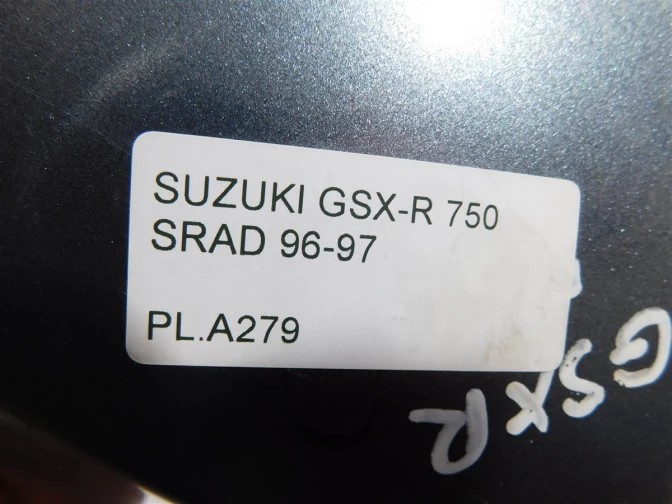 SUZUKI GSX-R 750
SRAD 96-97
PL.A279
GSXR